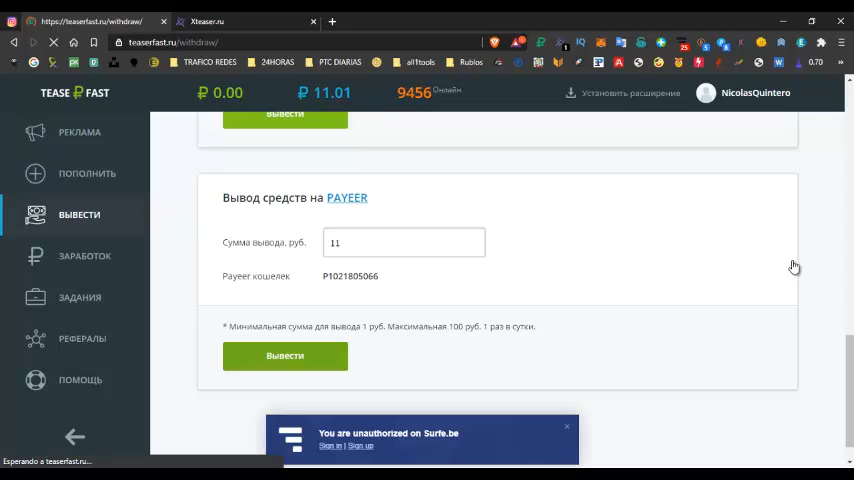 teaserfast.ru/withdraw/
Xteaser.ru
teaserfast.ru/withdraw/
TRAFICO REDES
24HORAS
PTC DIARIAS
all1tools
Rublos
0.70
TEASE ₽ FAST
₽ 0.00
₽ 11.01
9456 Онлайн
Установить расширение
NicolasQuintero
РЕКЛАМА
ПОПОЛНИТЬ
ВЫВЕСТИ
ЗАРАБОТОК
ЗАДАНИЯ
РЕФЕРАЛЫ
ПОМОЩЬ
Вывести
Вывод средств на PAYEER
Сумма вывода, руб.
11
Payeer кошелек
P1021805066
* Минимальная сумма для вывода 1 руб. Максимальная 100 руб. 1 раз в сутки.
Вывести
You are unauthorized on Surfe.be
Sign in | Sign up
Esperando a teaserfast.ru...